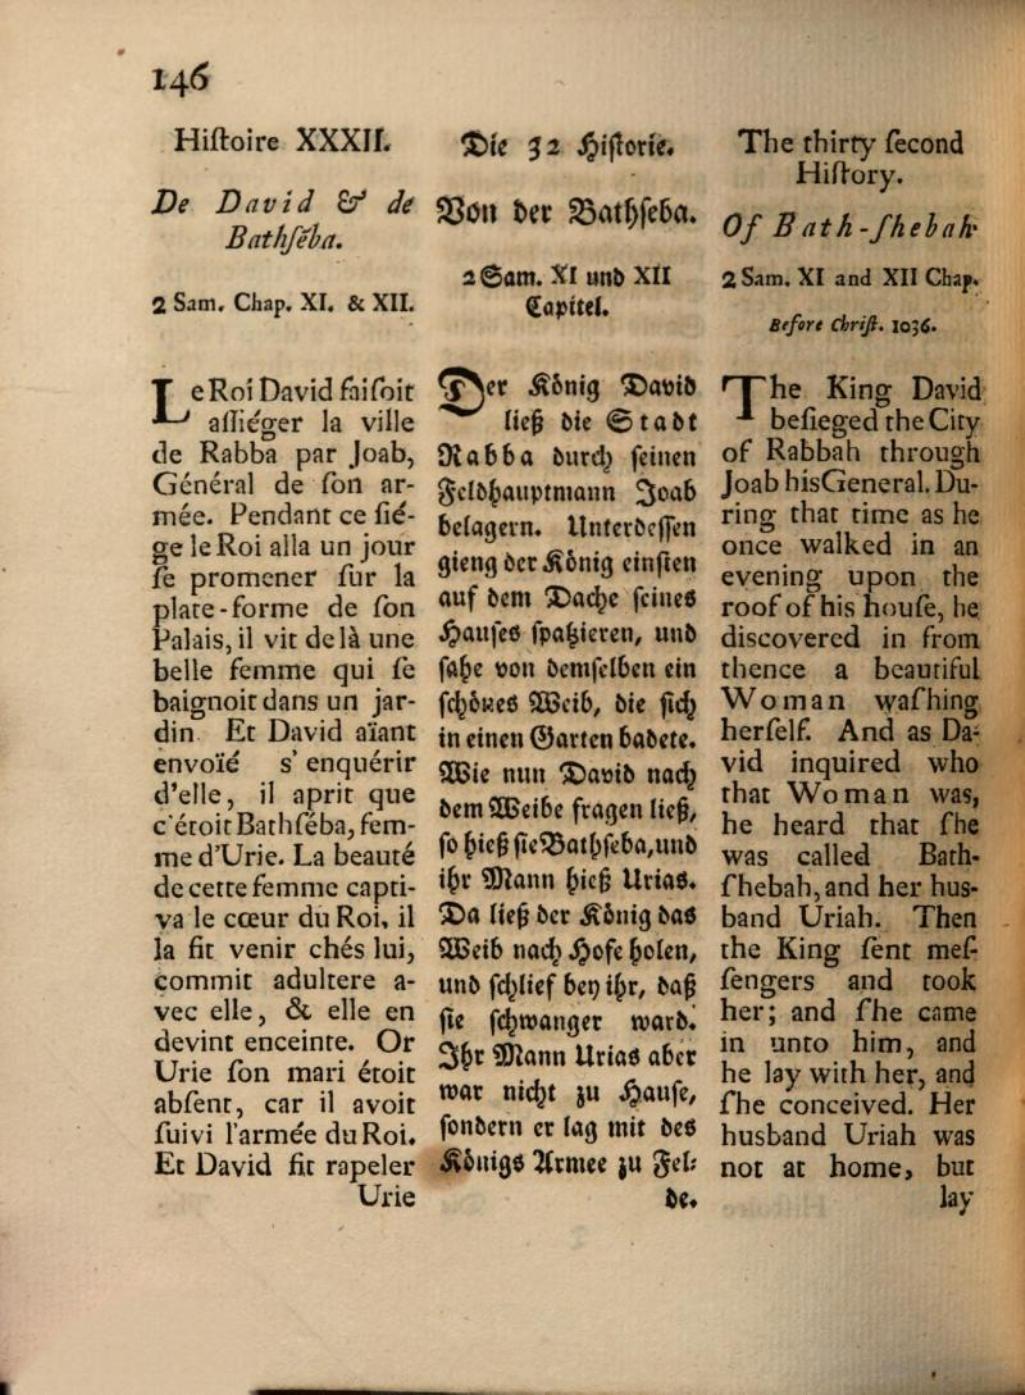 146
Hiſtoire XXXII.
De David & de
Bathſéba.
2 Sam. Chap. XI. & XII.
Le Roi David faiſoit
aſſiéger la ville
de Rabba par Joab,
Général de ſon ar-
mée. Pendant ce ſié-
ge le Roi alla un jour
ſe promener ſur la
plate-forme de ſon
Palais, il vit de là une
belle femme qui ſe
baignoit dans un jar-
din. Et David aïant
envoïé s'enquérir
d'elle, il aprit que
c'étoit Bathſéba, fem-
me d'Urie. La beauté
de cette femme capti-
va le cœur du Roi, il
la fit venir chés lui,
commit adultere a-
vec elle, & elle en
devint enceinte. Or
Urie ſon mari étoit
abſent, car il avoit
ſuivi l'armée du Roi.
Et David fit rapeler
Urie
Die 32 Hiſtorie.
Von der Bathſeba.
2 Sam. XI und XII
Capitel.
Der König David
ließ die Stadt
Rabba durch ſeinen
Feldhauptmann Joab
belagern. Unterdeſſen
gieng der König einſten
auf dem Dache ſeines
Hauſes ſpatzieren, und
ſahe von demſelben ein
ſchönes Weib, die ſich
in einen Garten badete.
Wie nun David nach
dem Weibe fragen ließ,
ſo hieß ſie Bathſeba, und
ihr Mann hieß Urias.
Da ließ der König das
Weib nach Hofe holen,
und ſchlief bey ihr, daß
ſie ſchwanger ward.
Ihr Mann Urias aber
war nicht zu Hauſe,
ſondern er lag mit des
Königs Armee zu Fel-
de.
The thirty ſecond
Hiſtory.
Of Bath-ſhebah
2 Sam. XI and XII Chap.
Before Chriſt. 1036.
The King David
beſieged the City
of Rabbah through
Joab his General. Du-
ring that time as he
once walked in an
evening upon the
roof of his houſe, he
diſcovered in from
thence a beautiful
Woman waſhing
herſelf. And as Da-
vid inquired who
that Woman was,
he heard that ſhe
was called Bath-
ſhebah, and her huſ-
band Uriah. Then
the King ſent meſ-
ſengers and took
her; and ſhe came
in unto him, and
he lay with her, and
ſhe conceived. Her
husband Uriah was
not at home, but
lay